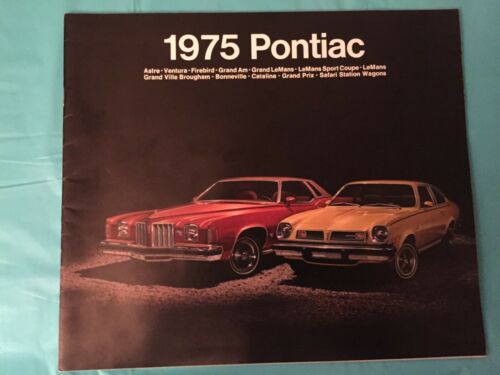 1975 Pontiac
Astre • Ventura • Firebird • Grand Am • Grand LeMans • LeMans Sport Coupe • LeMans
Grand Ville Brougham • Bonneville • Catalina • Grand Prix • Safari Station Wagons